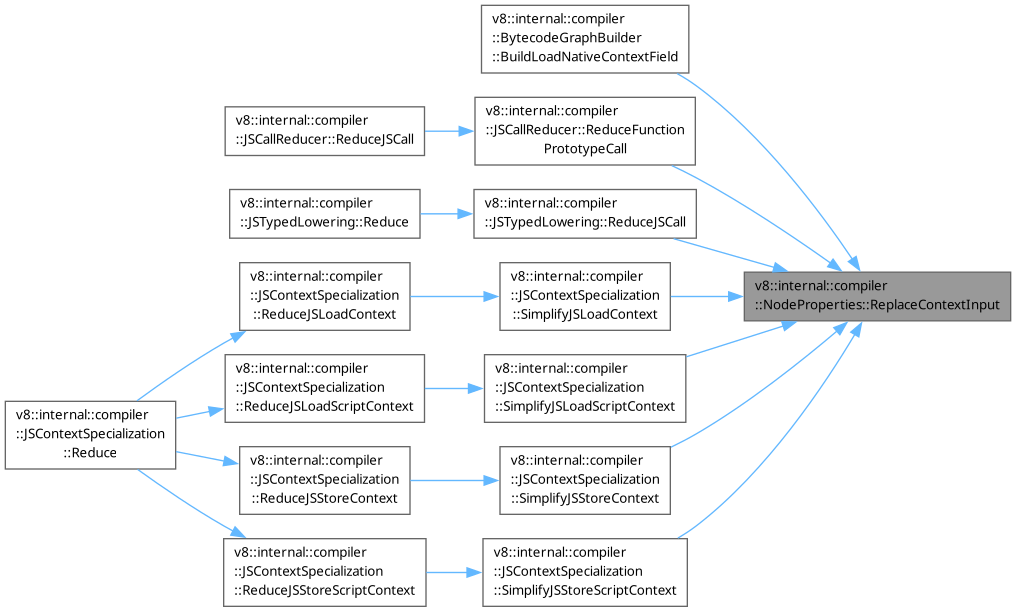 v8::internal::compiler
::BytecodeGraphBuilder
::BuildLoadNativeContextField
v8::internal::compiler
::JSCallReducer::ReduceJSCall
v8::internal::compiler
::JSCallReducer::ReduceFunction
PrototypeCall
v8::internal::compiler
::JSTypedLowering::Reduce
v8::internal::compiler
::JSTypedLowering::ReduceJSCall
v8::internal::compiler
::JSContextSpecialization
::ReduceJSLoadContext
v8::internal::compiler
::JSContextSpecialization
::SimplifyJSLoadContext
v8::internal::compiler
::NodeProperties::ReplaceContextInput
v8::internal::compiler
::JSContextSpecialization
::ReduceJSLoadScriptContext
v8::internal::compiler
::JSContextSpecialization
::SimplifyJSLoadScriptContext
v8::internal::compiler
::JSContextSpecialization
::Reduce
v8::internal::compiler
::JSContextSpecialization
::ReduceJSStoreContext
v8::internal::compiler
::JSContextSpecialization
::SimplifyJSStoreContext
v8::internal::compiler
::JSContextSpecialization
::ReduceJSStoreScriptContext
v8::internal::compiler
::JSContextSpecialization
::SimplifyJSStoreScriptContext